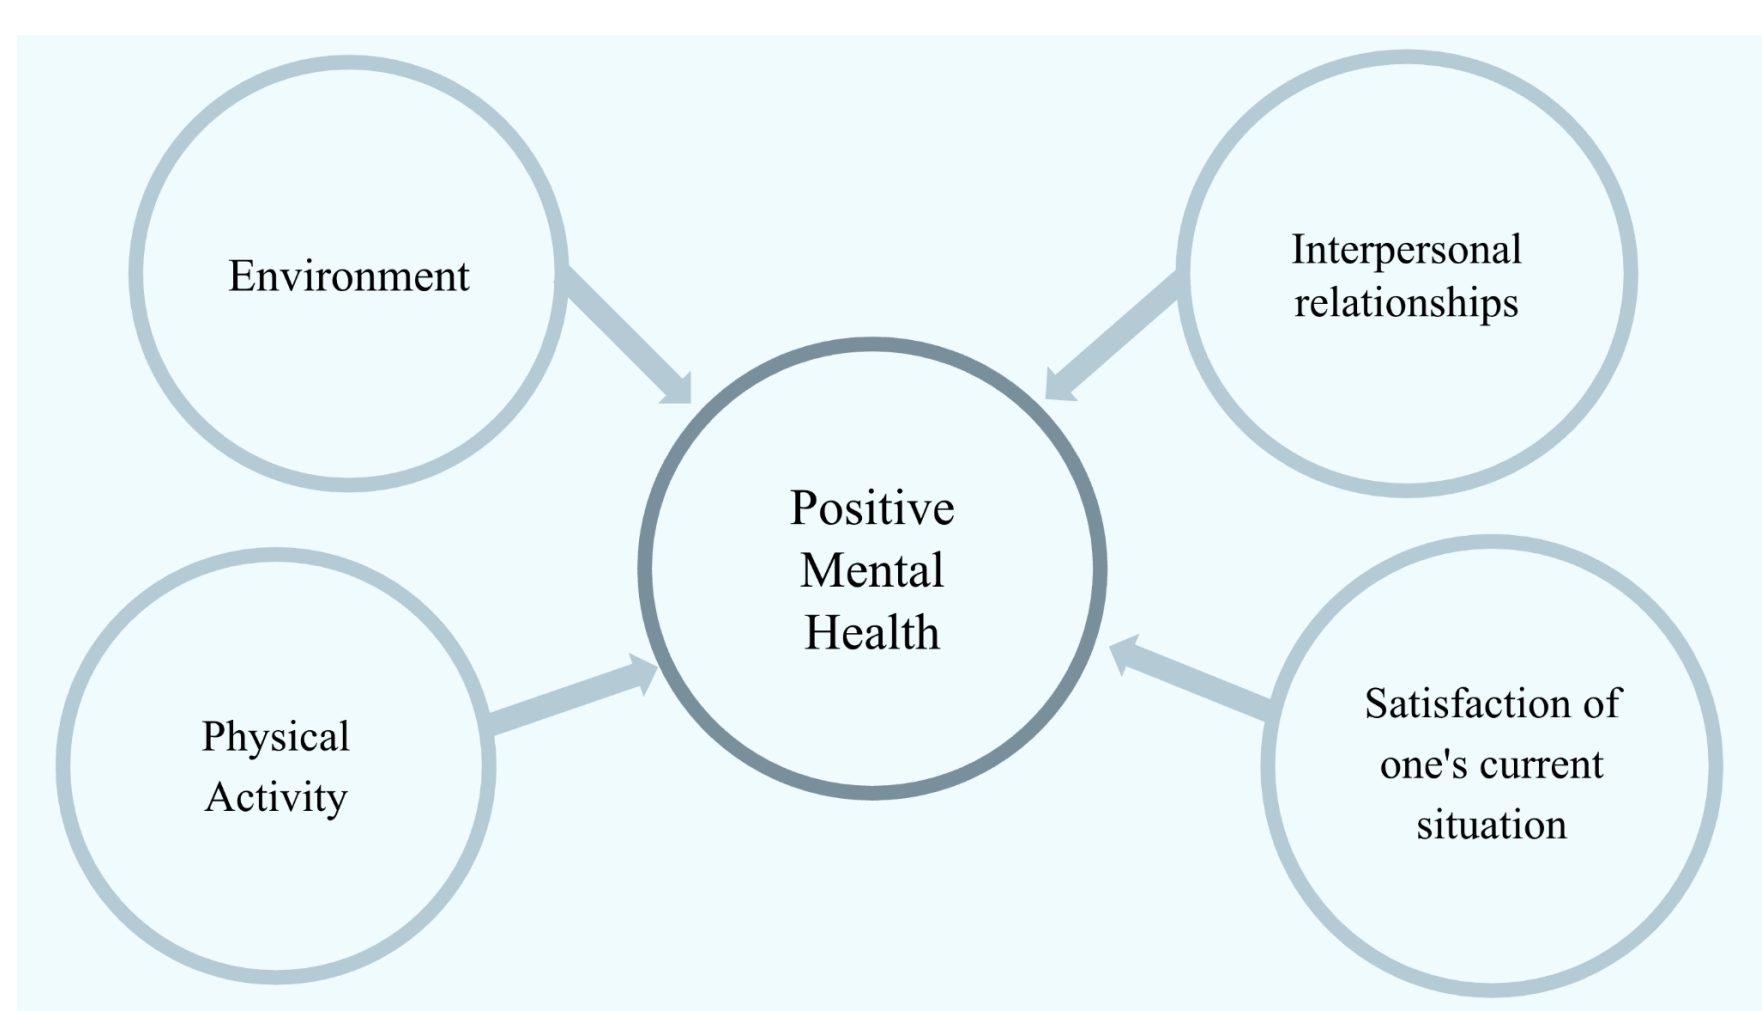 Environment
Interpersonal
relationships
Positive
Mental
Health
Physical
Activity
Satisfaction of
one's current
situation